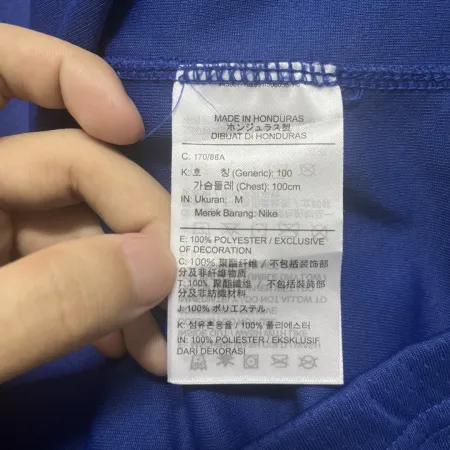 MADE IN HONDURAS
ホンジュラス製
DIBUAT DI HONDURAS
C: 170/88A
K: 호 칭 (Generic): 100
가슴둘레 (Chest): 100cm
IN: Ukuran: M
Merek Barang: Nike
E: 100% POLYESTER / EXCLUSIVE
OF DECORATION
C: 100% 聚酯纤维 / 不包括装饰部
分及非纤维物质
T: 100% 聚酯纖維 / 不包括裝飾部
分及非紡織材料
J: 100% ポリエステル
K: 섬유혼용율 / 100% 폴리에스터
IN: 100% POLYESTER / EKSKLUSIF
DARI DEKORASI